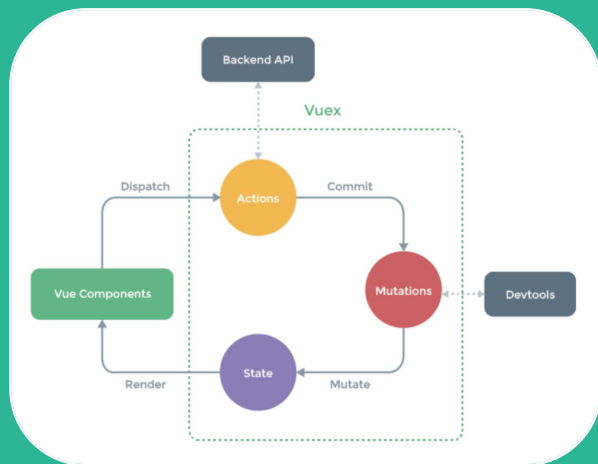 Backend API
Vuex
Dispatch
Actions
Commit
Vue Components
Mutations
Devtools
Render
State
Mutate